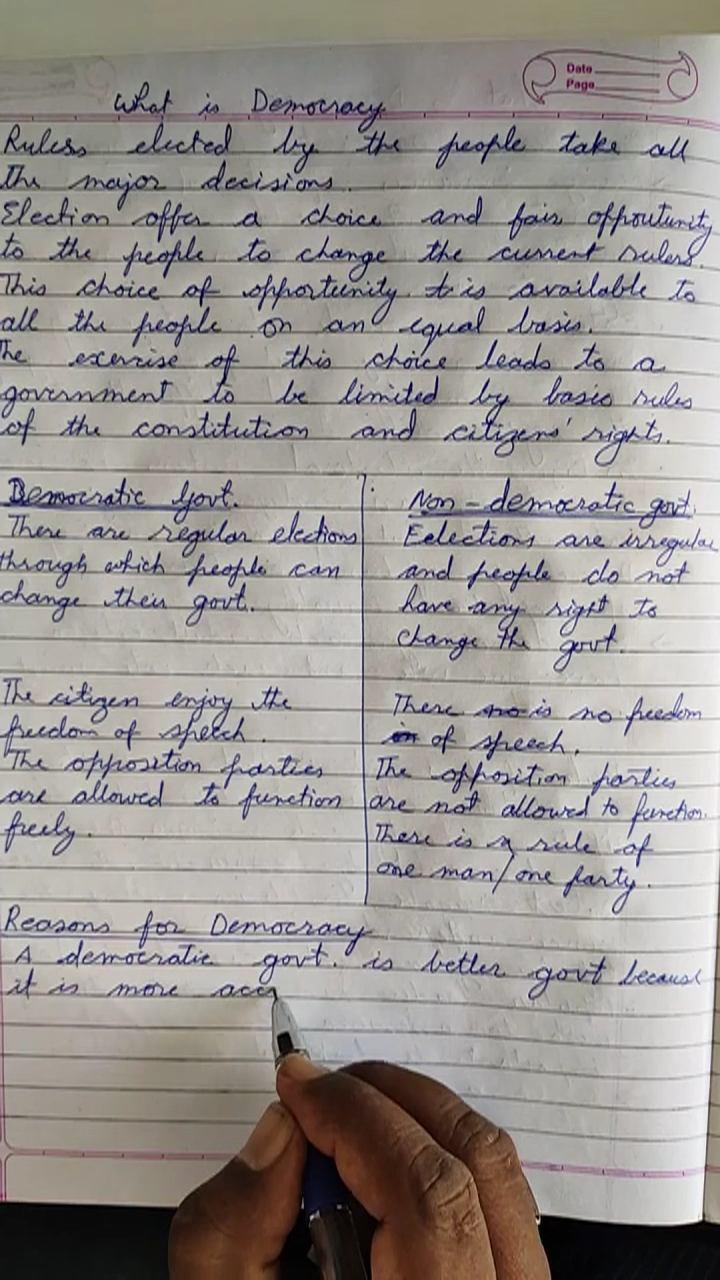 Date
Page
What is Democracy
Rulers elected by the people take all
the major decisions.
Election offer a choice and fair oppoutunity
to the people to change the current rulers.
This choice of opportunity is available to
all the people on an equal basis.
The exercise of this choice leads to a
government to be limited by basic rules
of the constitution and citizens' rights.
Democratic Govt.
There are regular elections
through which people can
change their govt.
The citizen enjoy the
freedom of speech.
The opposition parties
are allowed to function
freely.
Non-democratic govt.
Eelections are irregular
and people do not
have any right to
change the govt.
There is no freedom
of speech.
The opposition parties
are not allowed to function.
There is a rule of
one man/one party.
Reasons for Democracy
A democratic govt. is better govt because
it is more acc